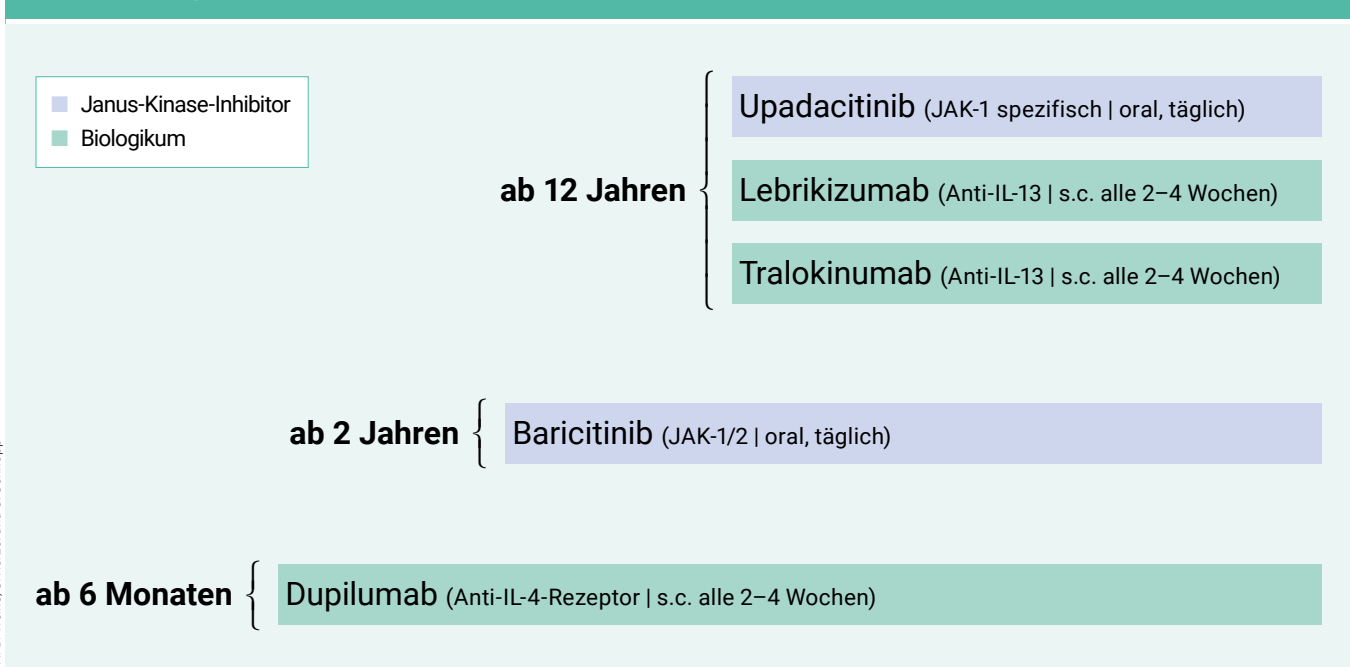 Janus-Kinase-Inhibitor
Biologikum
ab 12 Jahren
Upadacitinib (JAK-1 spezifisch | oral, täglich)
Lebrikizumab (Anti-IL-13 | s.c. alle 2–4 Wochen)
Tralokinumab (Anti-IL-13 | s.c. alle 2–4 Wochen)
ab 2 Jahren
Baricitinib (JAK-1/2 | oral, täglich)
ab 6 Monaten
Dupilumab (Anti-IL-4-Rezeptor | s.c. alle 2–4 Wochen)